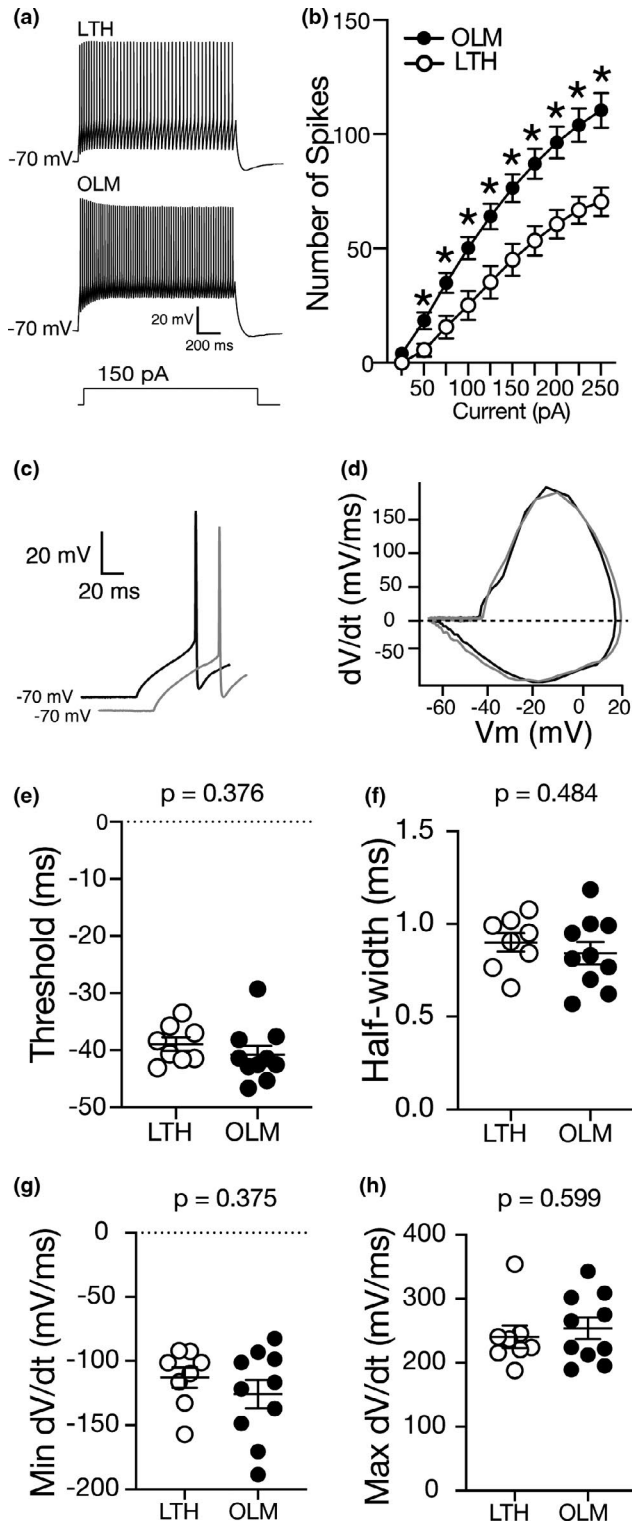 (a)
LTH
-70 mV
OLM
-70 mV
20 mV
200 ms
150 pA
(b)
OLM
LTH
Number of Spikes
150
100
50
0
* * * * * * * * *
50 100 150 200 250
Current (pA)
(c)
20 mV
20 ms
-70 mV
-70 mV
(d)
dV/dt (mV/ms)
150
100
50
0
-50
-60 -40 -20 0 20
Vm (mV)
(e)
p = 0.376
Threshold (ms)
0
-10
-20
-30
-40
-50
LTH OLM
(f)
p = 0.484
Half-width (ms)
1.5
1.0
0.5
0.0
LTH OLM
(g)
p = 0.375
Min dV/dt (mV/ms)
0
-50
-100
-150
-200
LTH OLM
(h)
p = 0.599
Max dV/dt (mV/ms)
400
300
200
100
0
LTH OLM